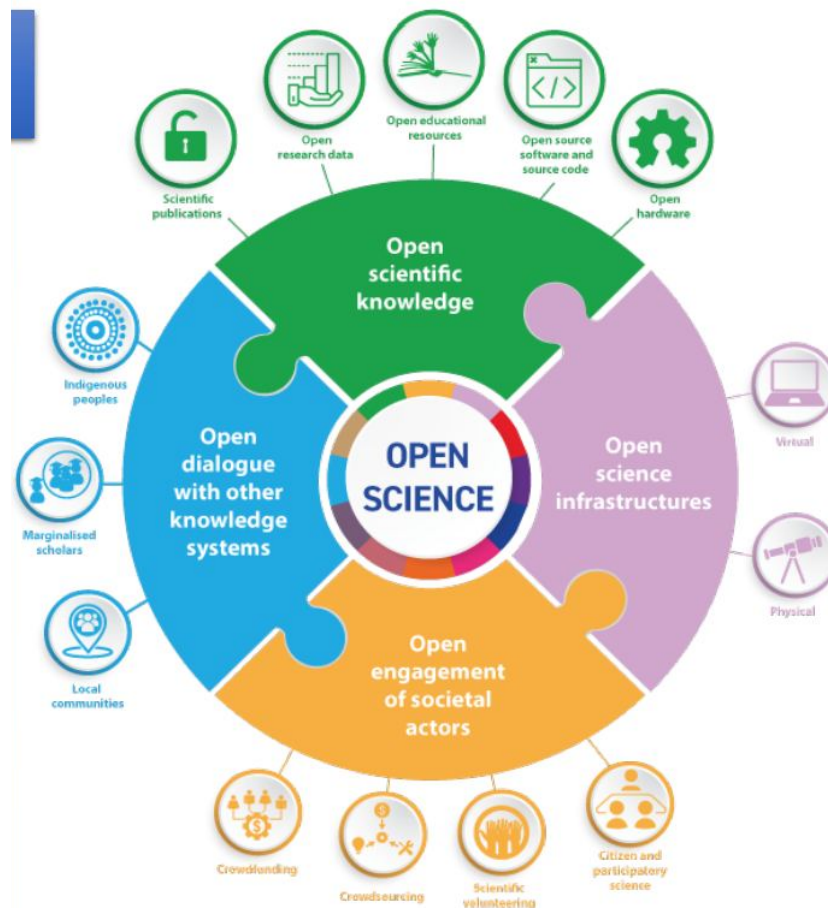 Scientific
publications
Open
research data
Open educational
resources
Open source
software and
source code
</>
Open
hardware
Open
scientific
knowledge
Indigenous
peoples
Marginalised
scholars
Local
communities
Open
dialogue
with other
knowledge
systems
OPEN
SCIENCE
Open
science
infrastructures
Virtual
Physical
Open
engagement
of societal
actors
$
Crowdfunding
$
Crowdsourcing
Scientific
volunteering
Citizen and
participatory
science